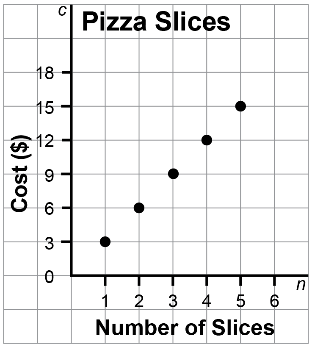 c
Pizza Slices
18
15
12
9
6
3
0
Cost ($)
1 2 3 4 5 6
n
Number of Slices